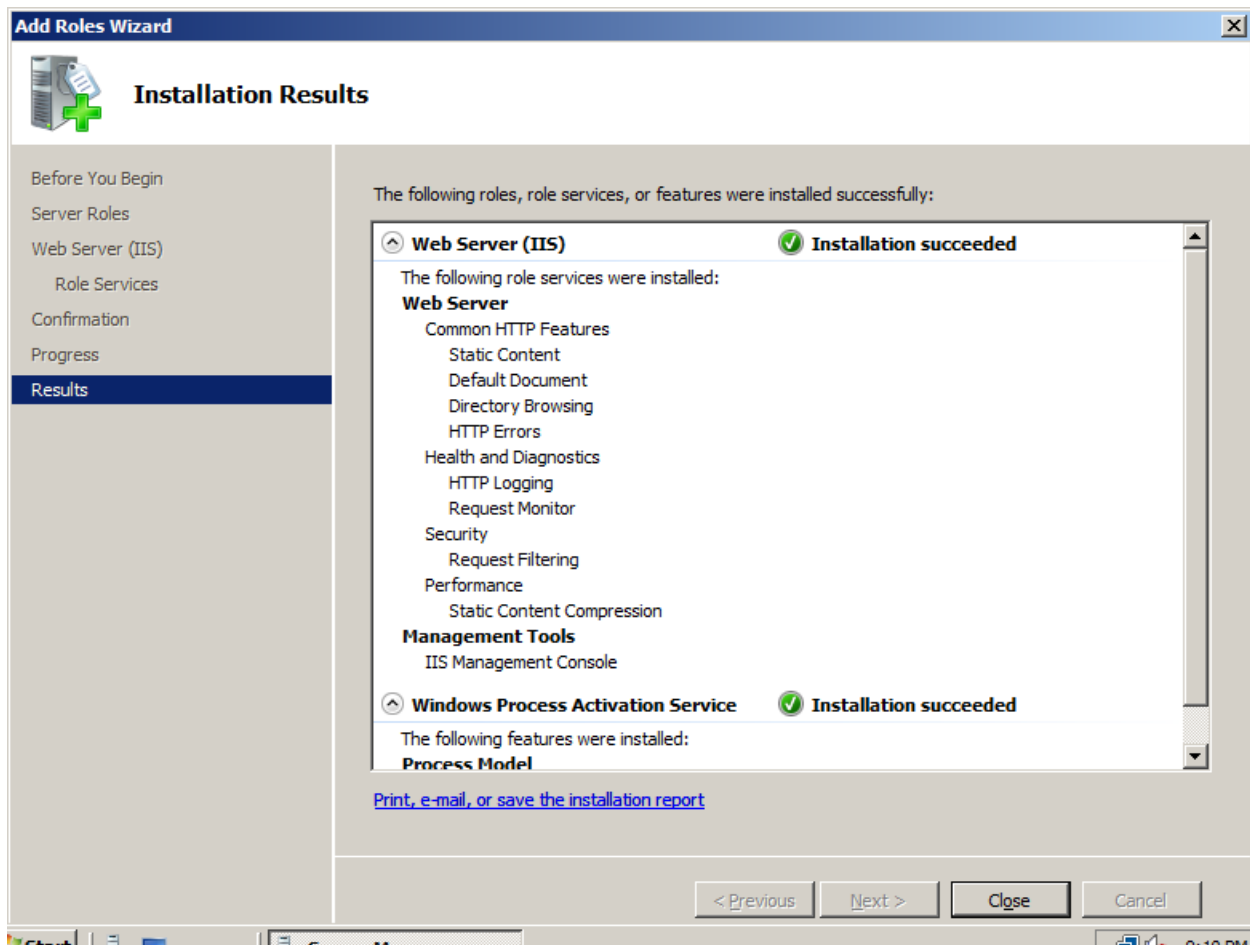 Add Roles Wizard
Installation Results
Before You Begin
Server Roles
Web Server (IIS)
Role Services
Confirmation
Progress
Results
The following roles, role services, or features were installed successfully:
Web Server (IIS) Installation succeeded
The following role services were installed:
Web Server
Common HTTP Features
Static Content
Default Document
Directory Browsing
HTTP Errors
Health and Diagnostics
HTTP Logging
Request Monitor
Security
Request Filtering
Performance
Static Content Compression
Management Tools
IIS Management Console
Windows Process Activation Service Installation succeeded
The following features were installed:
Process Model
Print, e-mail, or save the installation report
< Previous Next > Close Cancel
Start